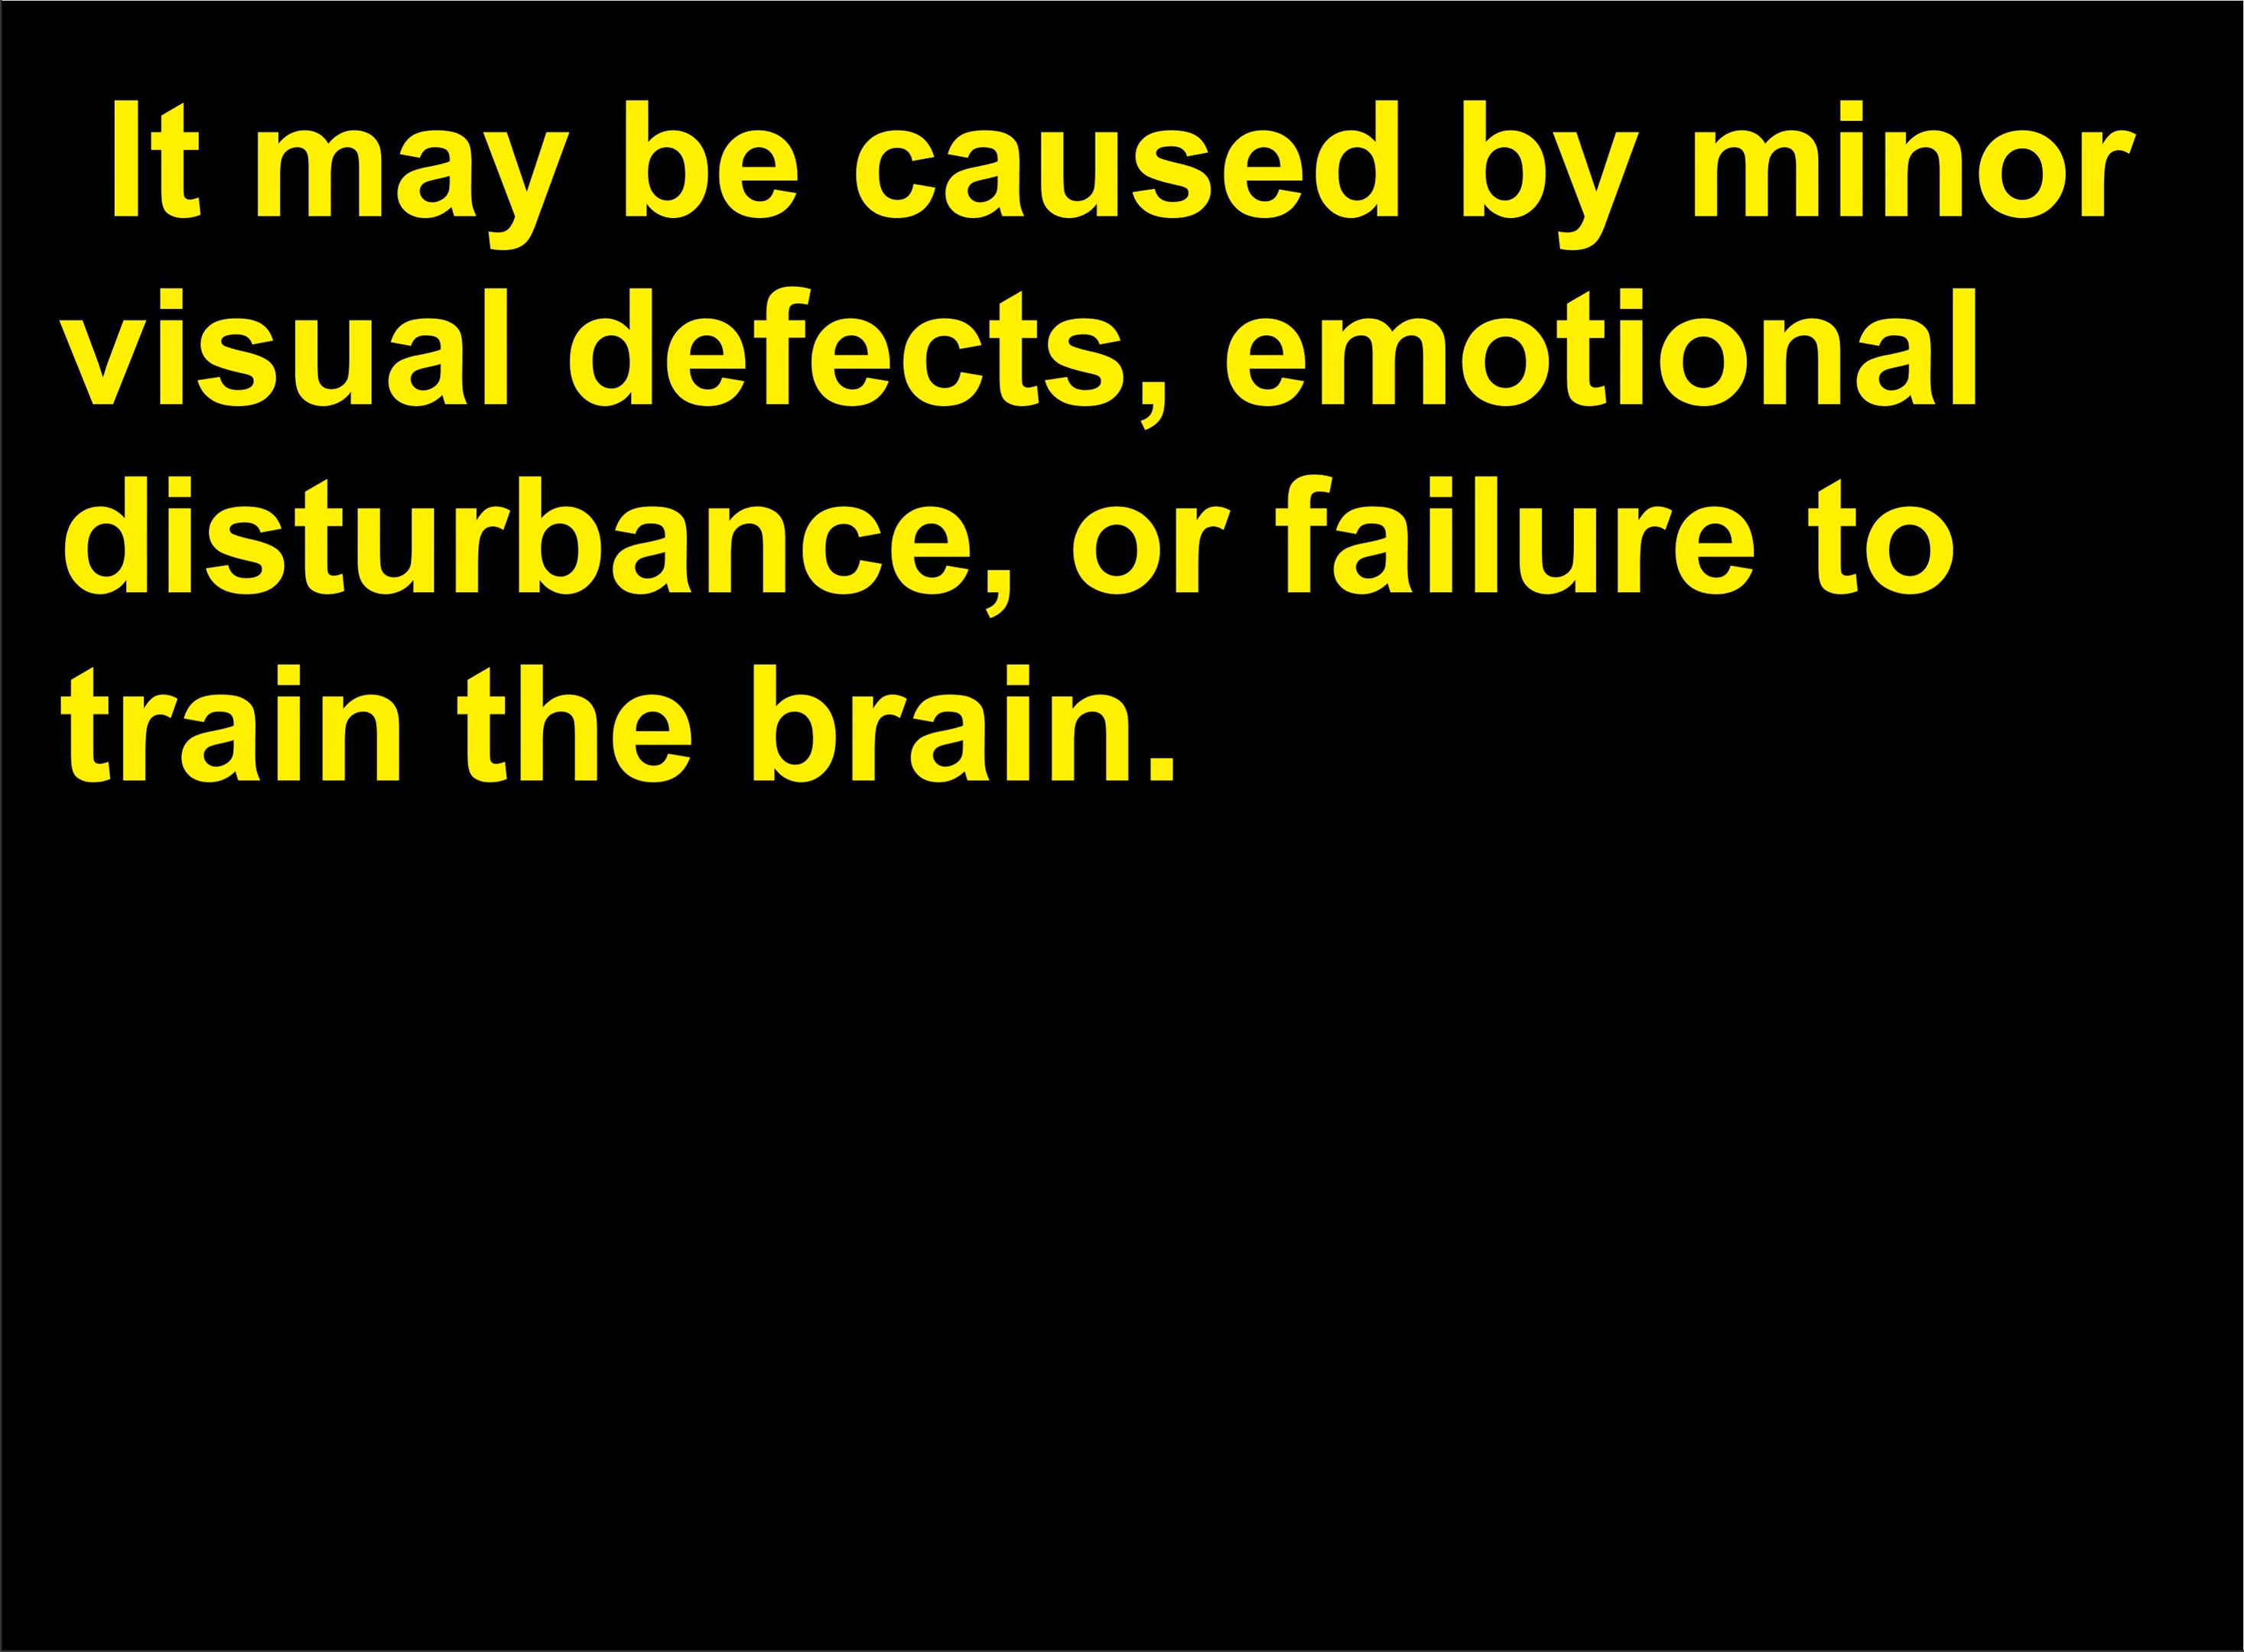 It may be caused by minor
visual defects, emotional
disturbance, or failure to
train the brain.